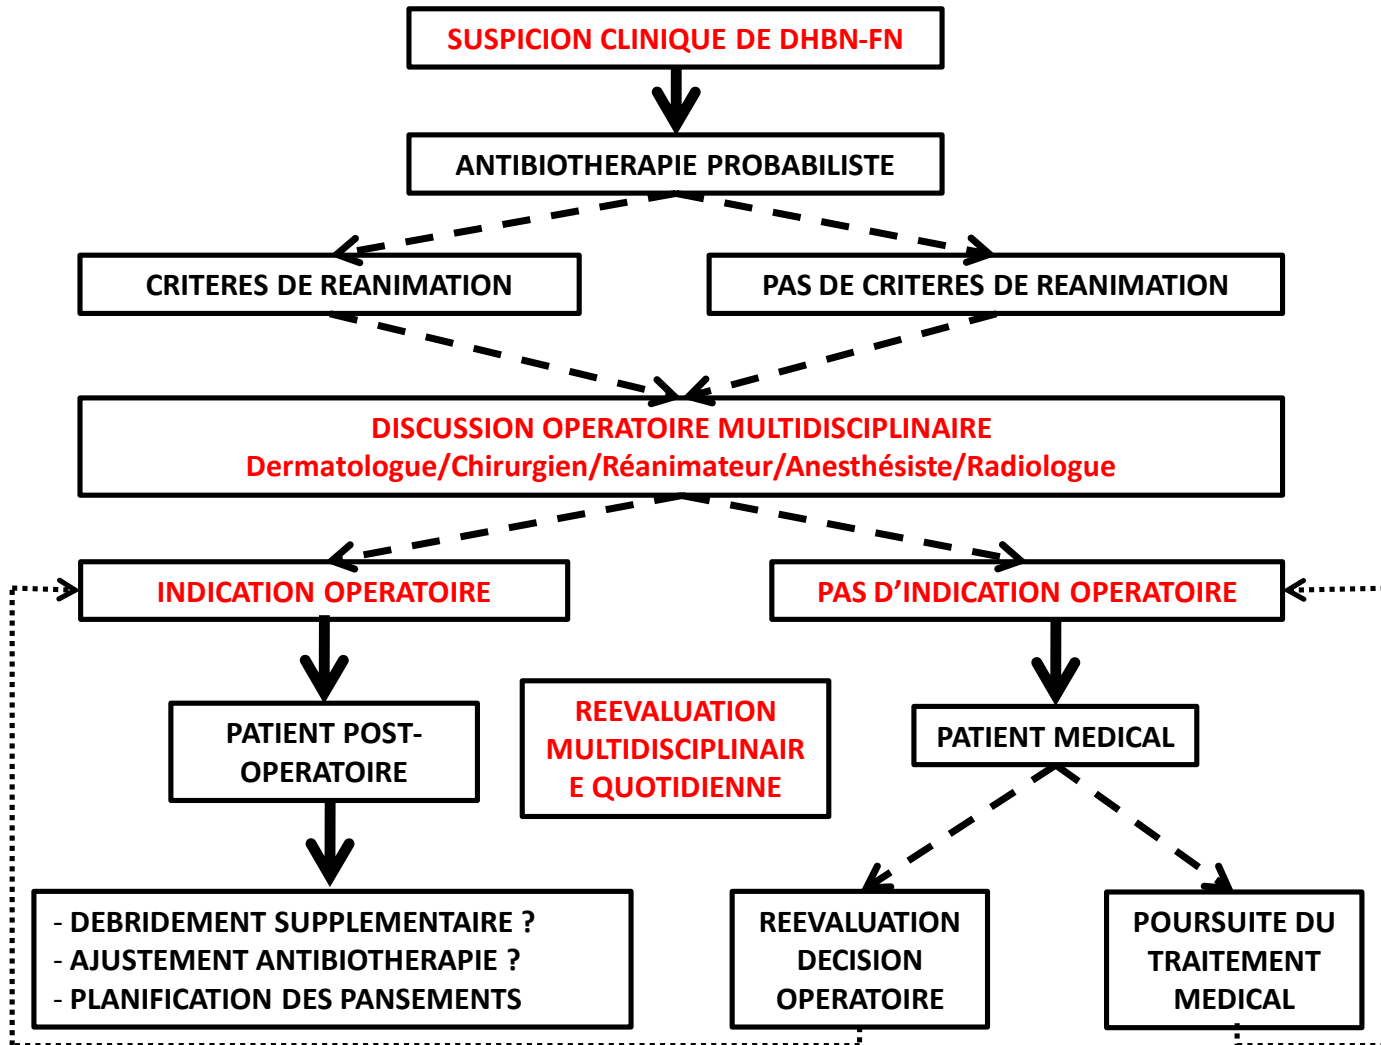 SUSPICION CLINIQUE DE DHBN-FN
ANTIBIOTHERAPIE PROBABILISTE
CRITERES DE REANIMATION
PAS DE CRITERES DE REANIMATION
DISCUSSION OPERATOIRE MULTIDISCIPLINAIRE
Dermatologue/Chirurgien/Réanimateur/Anesthésiste/Radiologue
INDICATION OPERATOIRE
PAS D’INDICATION OPERATOIRE
PATIENT POST-
OPERATOIRE
REEVALUATION
MULTIDISCIPLINAIR
E QUOTIDIENNE
PATIENT MEDICAL
- DEBRIDEMENT SUPPLEMENTAIRE ?
- AJUSTEMENT ANTIBIOTHERAPIE ?
- PLANIFICATION DES PANSEMENTS
REEVALUATION
DECISION
OPERATOIRE
POURSUITE DU
TRAITEMENT
MEDICAL